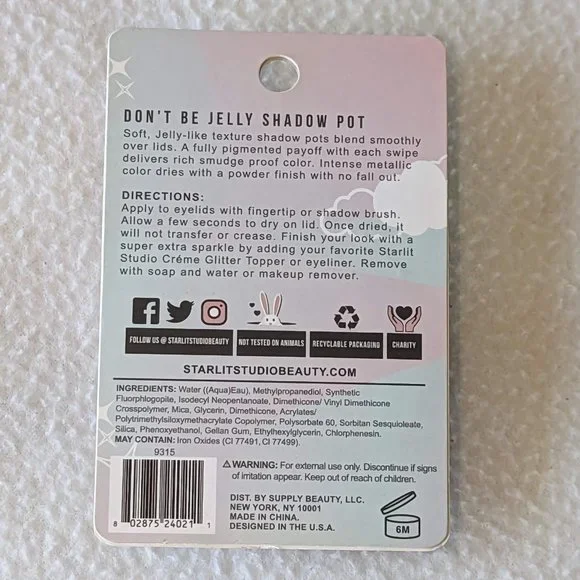 DON'T BE JELLY SHADOW POT
Soft, Jelly-like texture shadow pots blend smoothly
over lids. A fully pigmented payoff with each swipe
delivers rich smudge proof color. Intense metallic
color dries with a powder finish with no fall out.
DIRECTIONS:
Apply to eyelids with fingertip or shadow brush.
Allow a few seconds to dry on lid. Once dried, it
will not transfer or crease. Finish your look with a
super extra sparkle by adding your favorite Starlit
Studio Créme Glitter Topper or eyeliner. Remove
with soap and water or makeup remover.
FOLLOW US @ STARLITSTUDIOBEAUTY
NOT TESTED ON ANIMALS
RECYCLABLE PACKAGING
CHARITY
STARLITSTUDIOBEAUTY.COM
INGREDIENTS: Water ((Aqua)Eau), Methylpropanediol, Synthetic
Fluorphlogopite, Isodecyl Neopentanoate, Dimethicone/ Vinyl Dimethicone
Crosspolymer, Mica, Glycerin, Dimethicone, Acrylates/
Polytrimethylsiloxymethacrylate Copolymer, Polysorbate 60, Sorbitan Sesquioleate,
Silica, Phenoxyethanol, Gellan Gum, Ethylhexylglycerin, Chlorphenesin.
MAY CONTAIN: Iron Oxides (CI 77491, CI 77499).
9315
8 02875 24021 1
WARNING: For external use only. Discontinue if signs
of irritation appear. Keep out of reach of children.
DIST. BY SUPPLY BEAUTY, LLC.
NEW YORK, NY 10001
MADE IN CHINA.
DESIGNED IN THE U.S.A.
6M